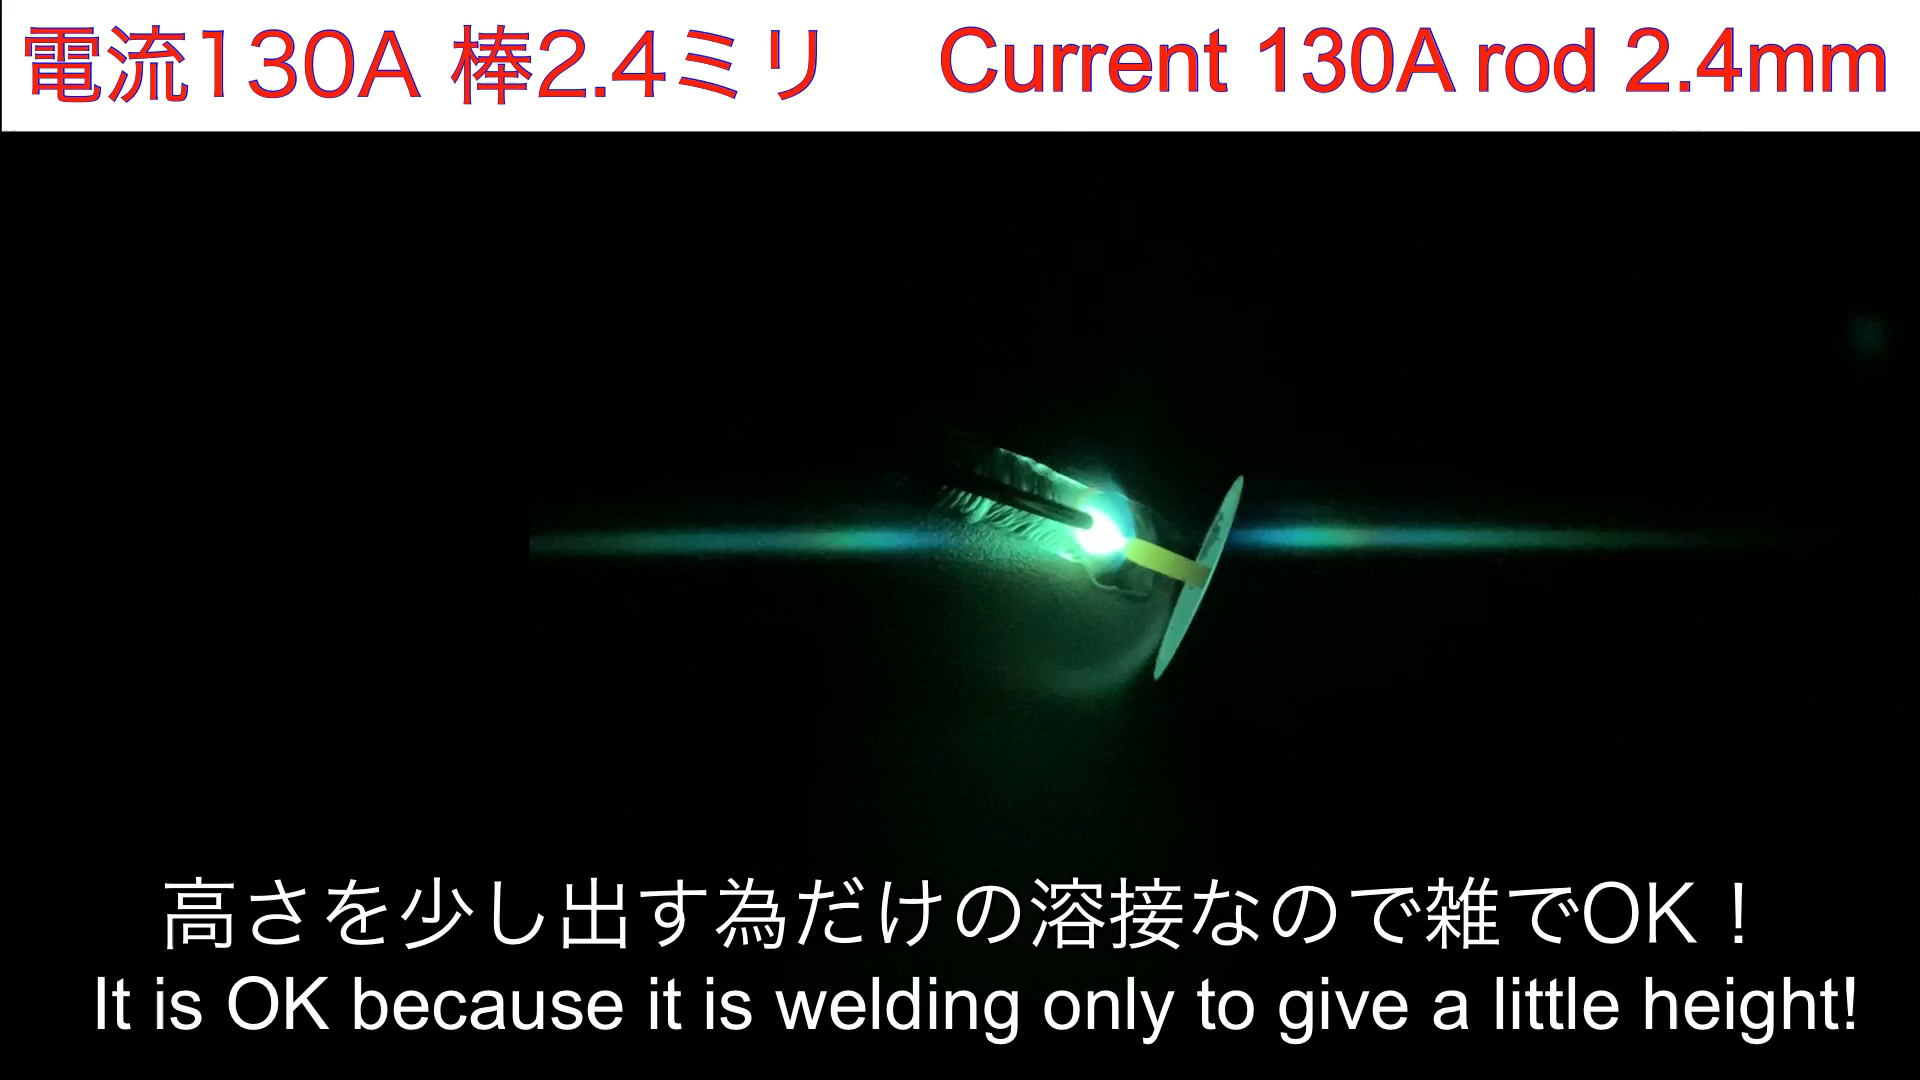 電流130A 棒2.4ミリ Current 130A rod 2.4mm
高さを少し出す為だけの溶接なので雑でOK！
It is OK because it is welding only to give a little height!